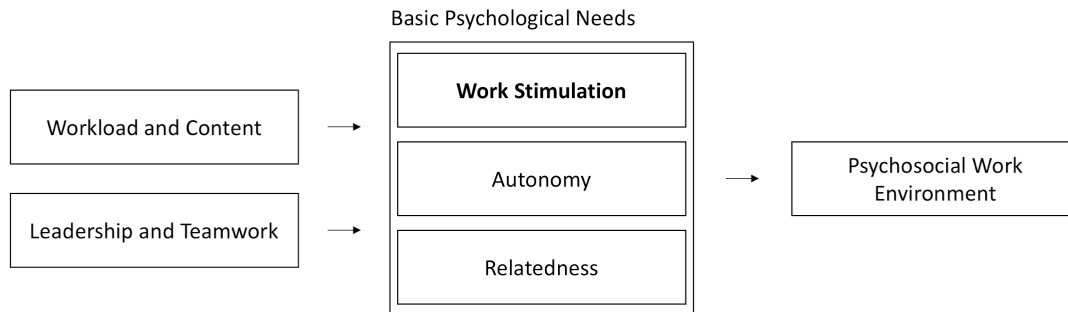 Basic Psychological Needs
Workload and Content
Leadership and Teamwork
Work Stimulation
Autonomy
Relatedness
Psychosocial Work
Environment